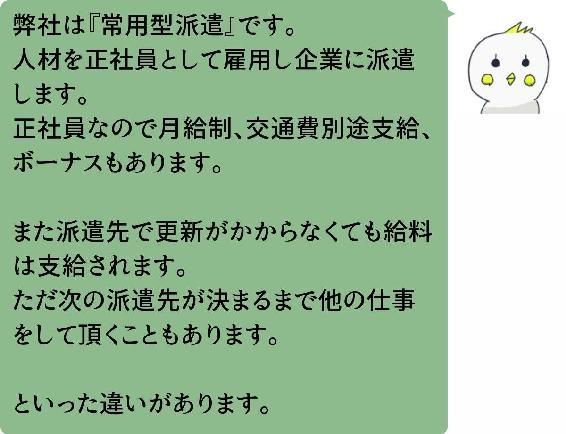 弊社は『常用型派遣』です。
人材を正社員として雇用し企業に派遣
します。
正社員なので月給制、交通費別途支給、
ボーナスもあります。
また派遣先で更新がかからなくても給料
は支給されます。
ただ次の派遣先が決まるまで他の仕事
をして頂くこともあります。
といった違いがあります。